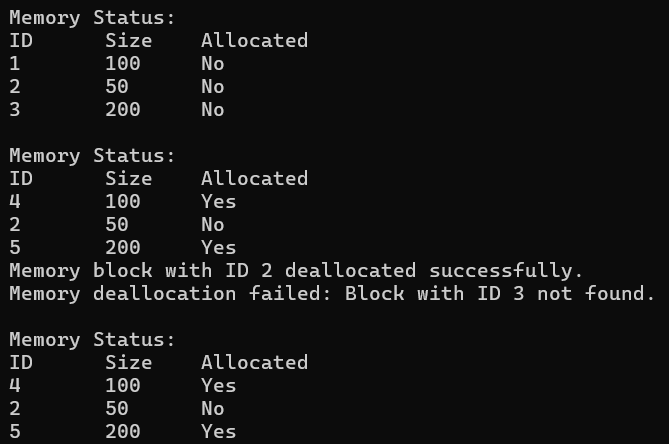 Memory Status:
ID Size Allocated
1 100 No
2 50 No
3 200 No
Memory Status:
ID Size Allocated
4 100 Yes
2 50 No
5 200 Yes
Memory block with ID 2 deallocated successfully.
Memory deallocation failed: Block with ID 3 not found.
Memory Status:
ID Size Allocated
4 100 Yes
2 50 No
5 200 Yes